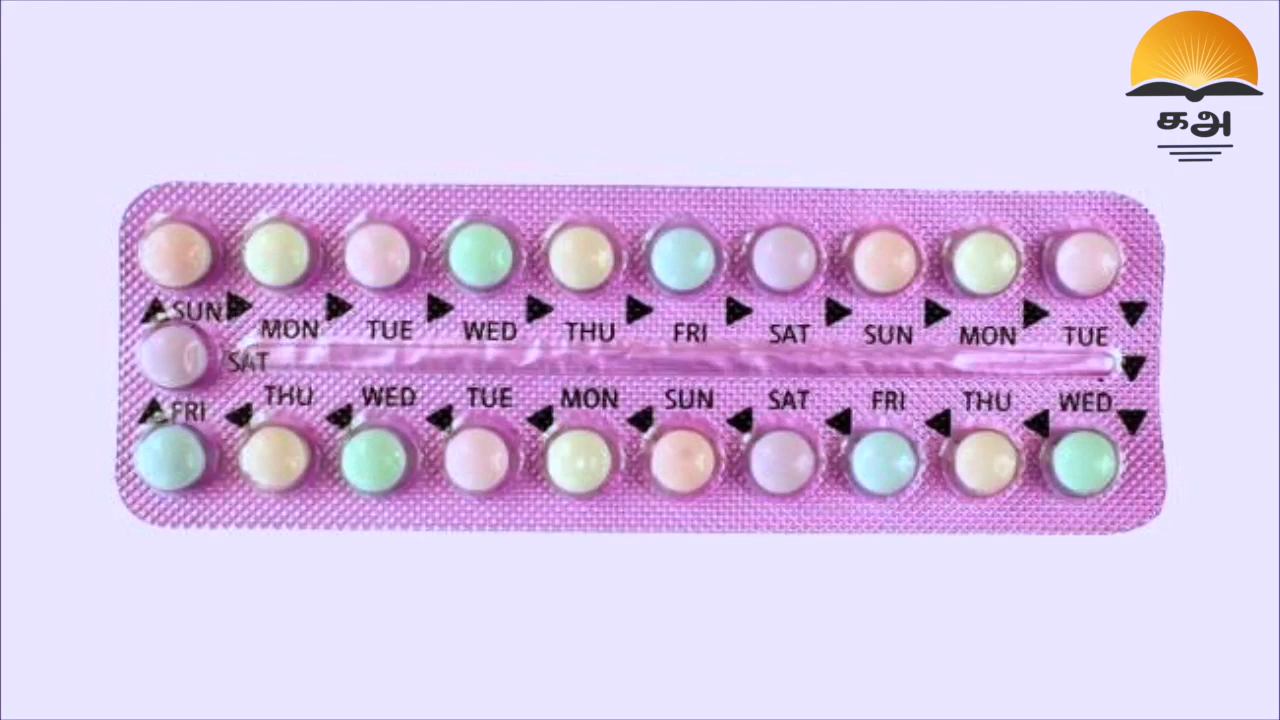 கஅ
SUN MON TUE WED THU FRI SAT SUN MON TUE
SAT
FRI THU WED TUE MON SUN SAT FRI THU WED